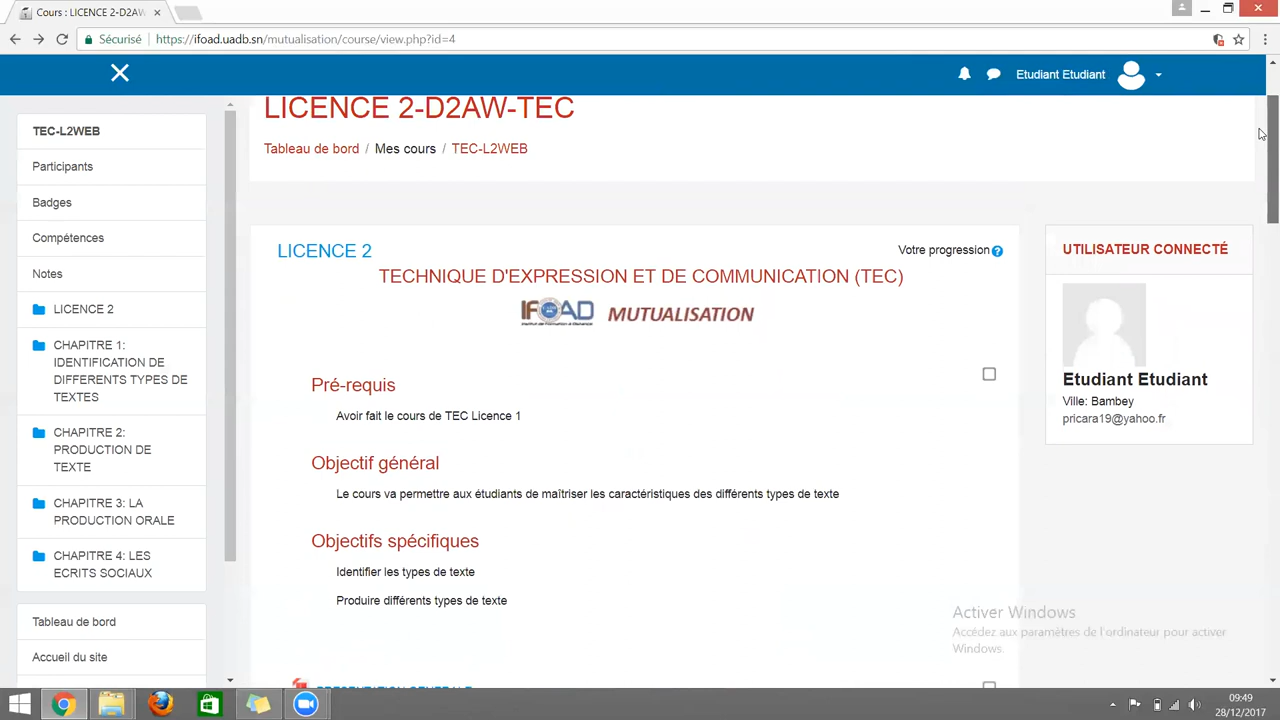 Cours : LICENCE 2-D2AW
Sécurisé
https://ifoad.uadb.sn/mutualisation/course/view.php?id=4
Etudiant Etudiant
LICENCE 2-D2AW-TEC
Tableau de bord / Mes cours / TEC-L2WEB
TEC-L2WEB
Participants
Badges
Compétences
Notes
LICENCE 2
CHAPITRE 1:
IDENTIFICATION DE
DIFFERENTS TYPES DE
TEXTES
CHAPITRE 2:
PRODUCTION DE
TEXTE
CHAPITRE 3: LA
PRODUCTION ORALE
CHAPITRE 4: LES
ECRITS SOCIAUX
Tableau de bord
Accueil du site
LICENCE 2
Votre progression
TECHNIQUE D'EXPRESSION ET DE COMMUNICATION (TEC)
IFOAD MUTUALISATION
Pré-requis
Avoir fait le cours de TEC Licence 1
Objectif général
Le cours va permettre aux étudiants de maîtriser les caractéristiques des différents types de texte
Objectifs spécifiques
Identifier les types de texte
Produire différents types de texte
PRESENTATION GENERALE
UTILISATEUR CONNECTÉ
Etudiant Etudiant
Ville: Bambey
pricara19@yahoo.fr
Activer Windows
Accédez aux paramètres de l'ordinateur pour activer
Windows.
09:49
28/12/2017